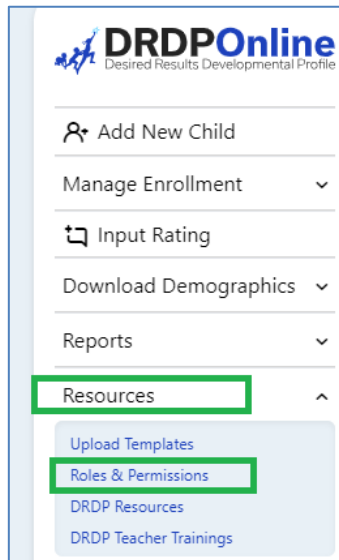 DRDPOnline
Desired Results Developmental Profile
Add New Child
Manage Enrollment
Input Rating
Download Demographics
Reports
Resources
Upload Templates
Roles & Permissions
DRDP Resources
DRDP Teacher Trainings